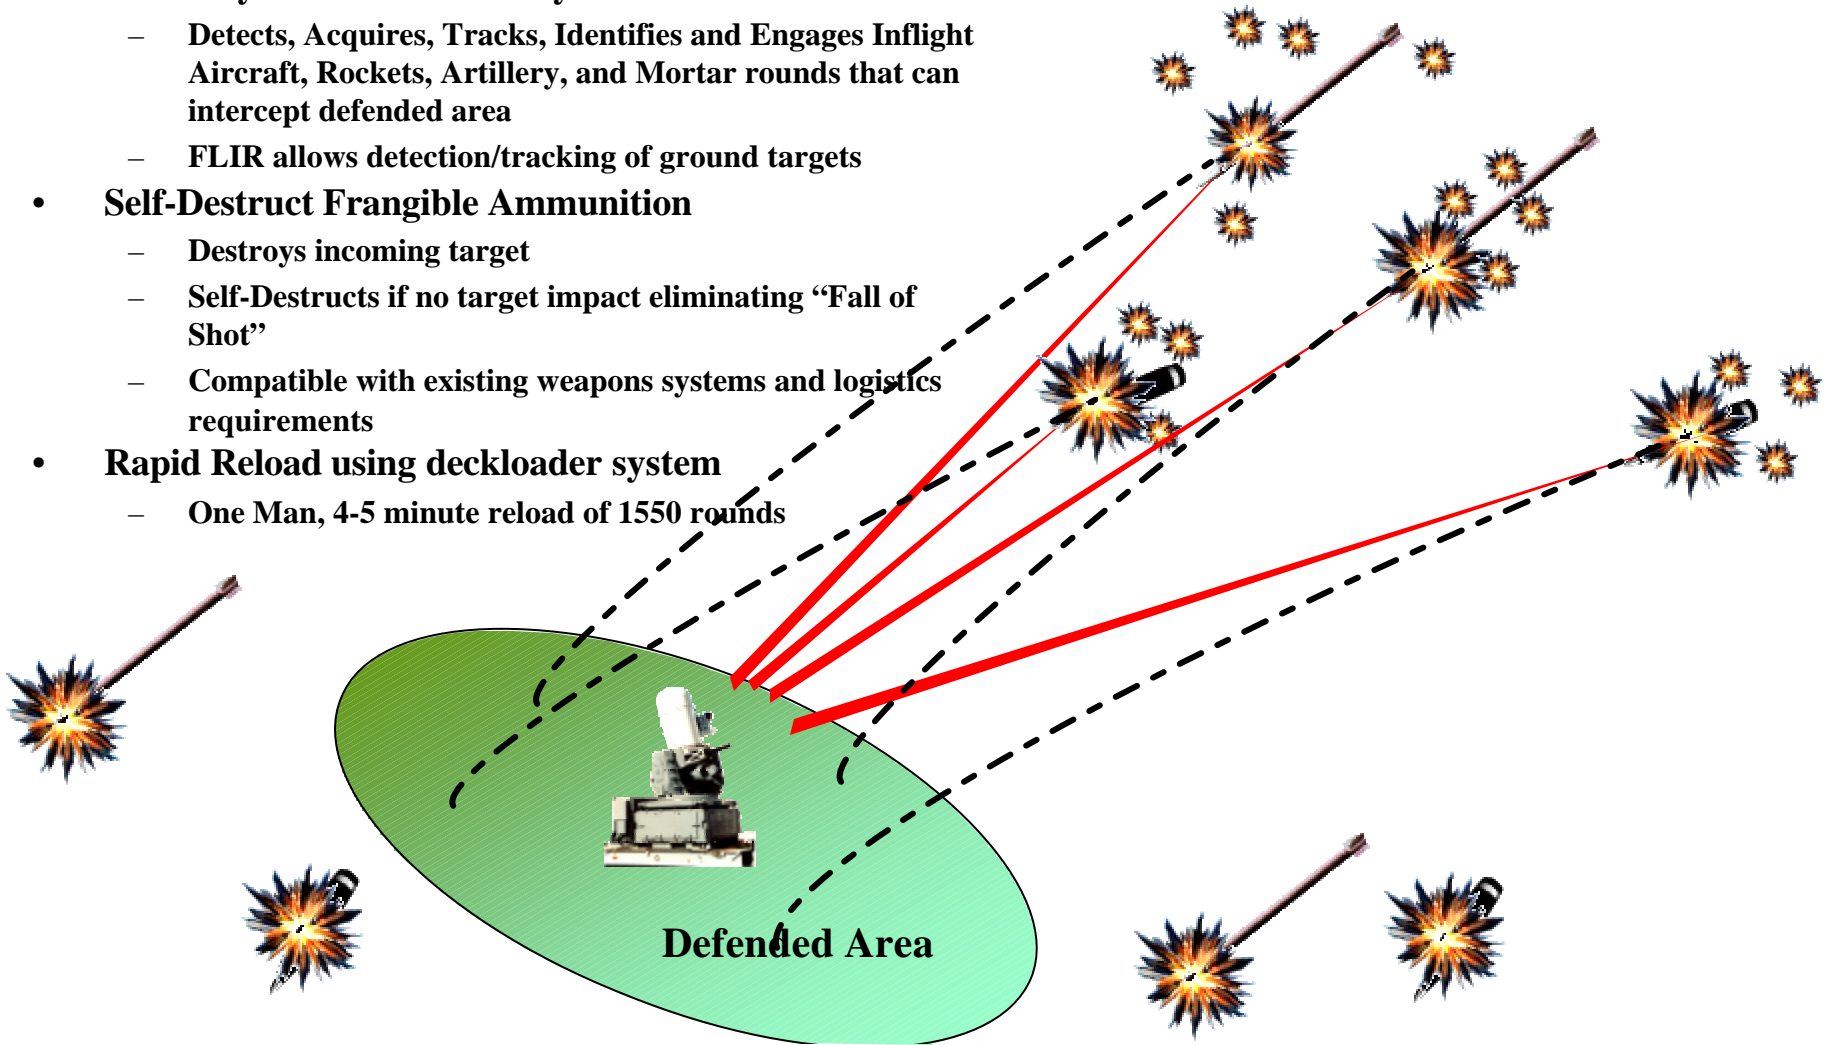 – Detects, Acquires, Tracks, Identifies and Engages Inflight
Aircraft, Rockets, Artillery, and Mortar rounds that can
intercept defended area
– FLIR allows detection/tracking of ground targets
• Self-Destruct Frangible Ammunition
– Destroys incoming target
– Self-Destructs if no target impact eliminating “Fall of
Shot”
– Compatible with existing weapons systems and logistics
requirements
• Rapid Reload using deckloader system
– One Man, 4-5 minute reload of 1550 rounds
Defended Area